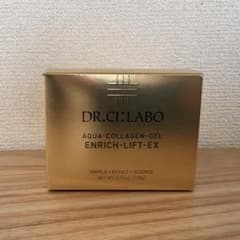 DR.CI:LABO
AQUA-COLLAGEN-GEL
ENRICH-LIFT-EX